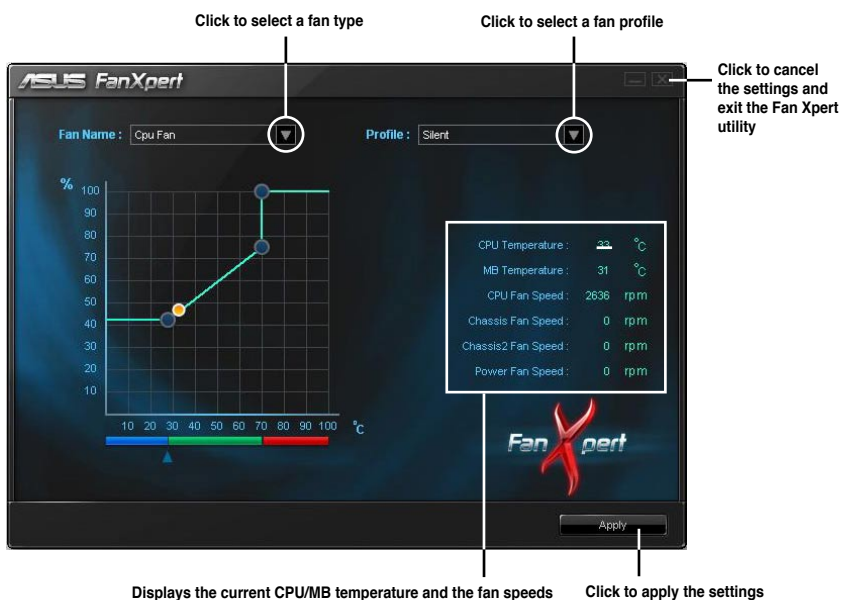 Click to select a fan type
Click to select a fan profile
Click to cancel
the settings and
exit the Fan Xpert
utility
ASUS FanXpert
Fan Name : Cpu Fan
Profile : Silent
%
100
90
80
70
60
50
40
30
20
10
10 20 30 40 50 60 70 80 90 100 °C
CPU Temperature : 33 °C
MB Temperature : 31 °C
CPU Fan Speed : 2636 rpm
Chassis Fan Speed : 0 rpm
Chassis2 Fan Speed : 0 rpm
Power Fan Speed : 0 rpm
Fan Xpert
Apply
Displays the current CPU/MB temperature and the fan speeds
Click to apply the settings